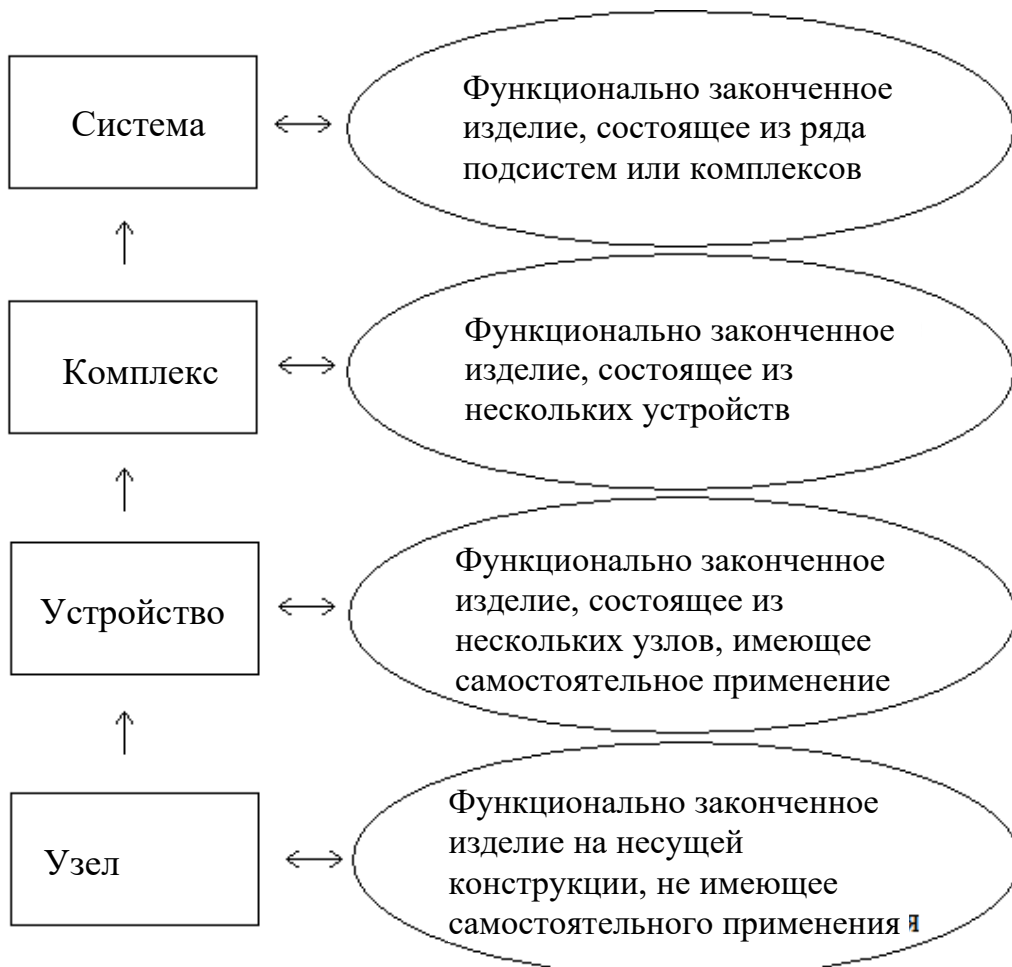 Система
Функционально законченное
изделие, состоящее из ряда
подсистем или комплексов
Комплекс
Функционально законченное
изделие, состоящее из
нескольких устройств
Устройство
Функционально законченное
изделие, состоящее из
нескольких узлов, имеющее
самостоятельное применение
Узел
Функционально законченное
изделие на несущей
конструкции, не имеющее
самостоятельного применения я